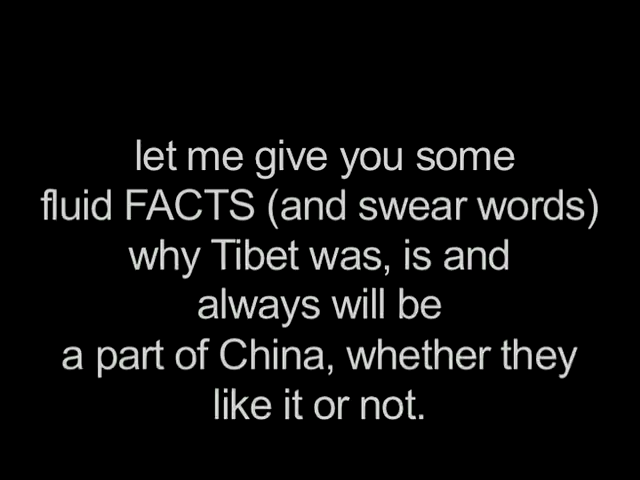 let me give you some
fluid FACTS (and swear words)
why Tibet was, is and
always will be
a part of China, whether they
like it or not.